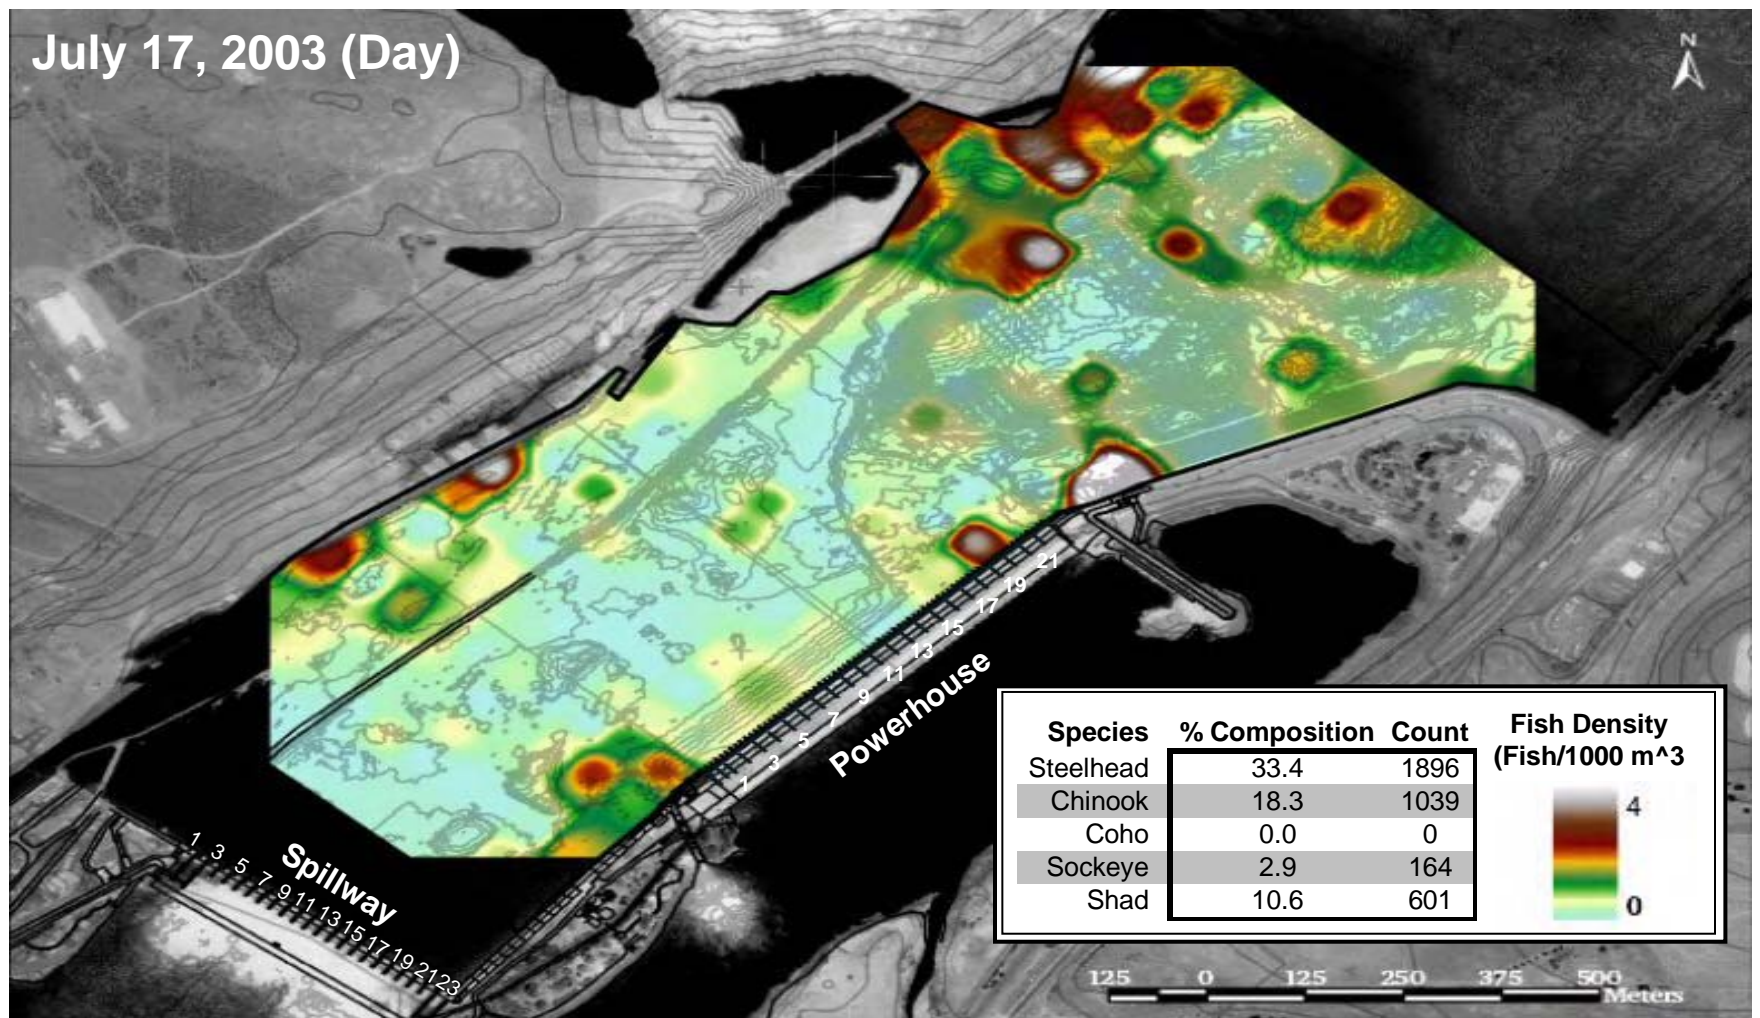 July 17, 2003 (Day)
N
21
19
17
15
13
11
9
7
5
3
1
Powerhouse
Spillway
1
3
5
7
9
11
13
15
17
19
21
23
Species % Composition Count
Steelhead 33.4 1896
Chinook 18.3 1039
Coho 0.0 0
Sockeye 2.9 164
Shad 10.6 601
Fish Density
(Fish/1000 m^3
4
0
125 0 125 250 375 500
Meters